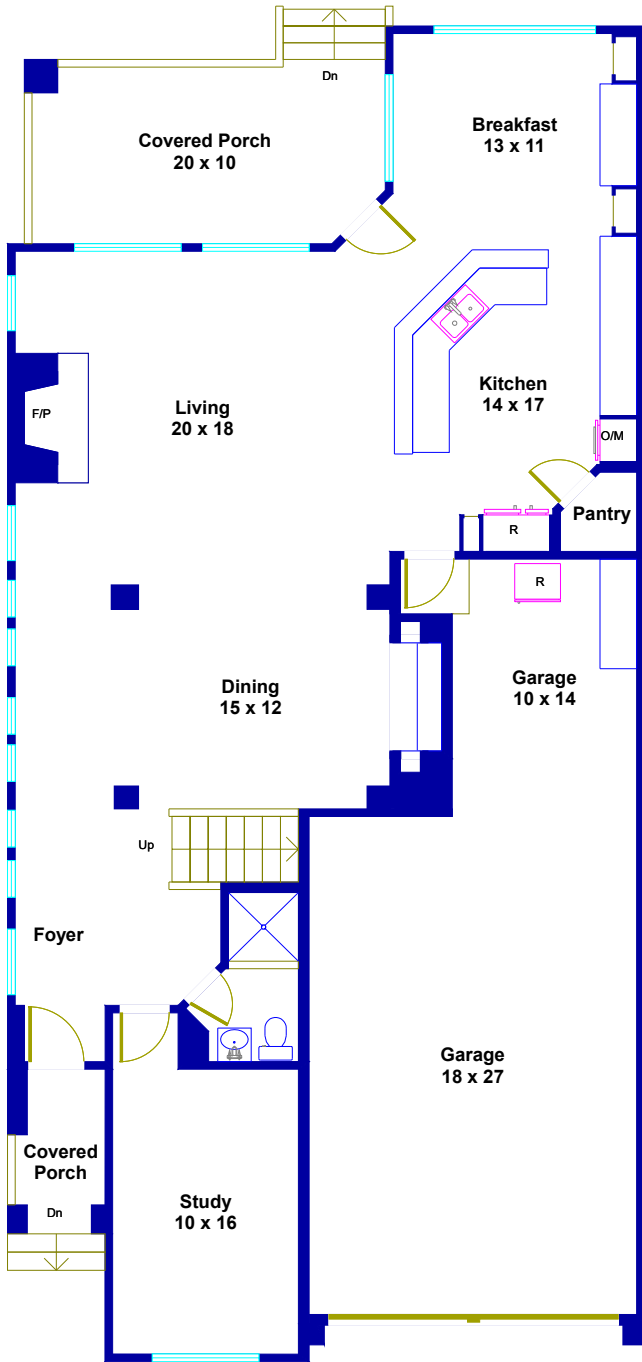 Dn
Breakfast
13 x 11
Covered Porch
20 x 10
Kitchen
14 x 17
Living
20 x 18
F/P
O/M
Pantry
R
R
Garage
10 x 14
Dining
15 x 12
Up
Foyer
Garage
18 x 27
Covered
Porch
Study
10 x 16
Dn